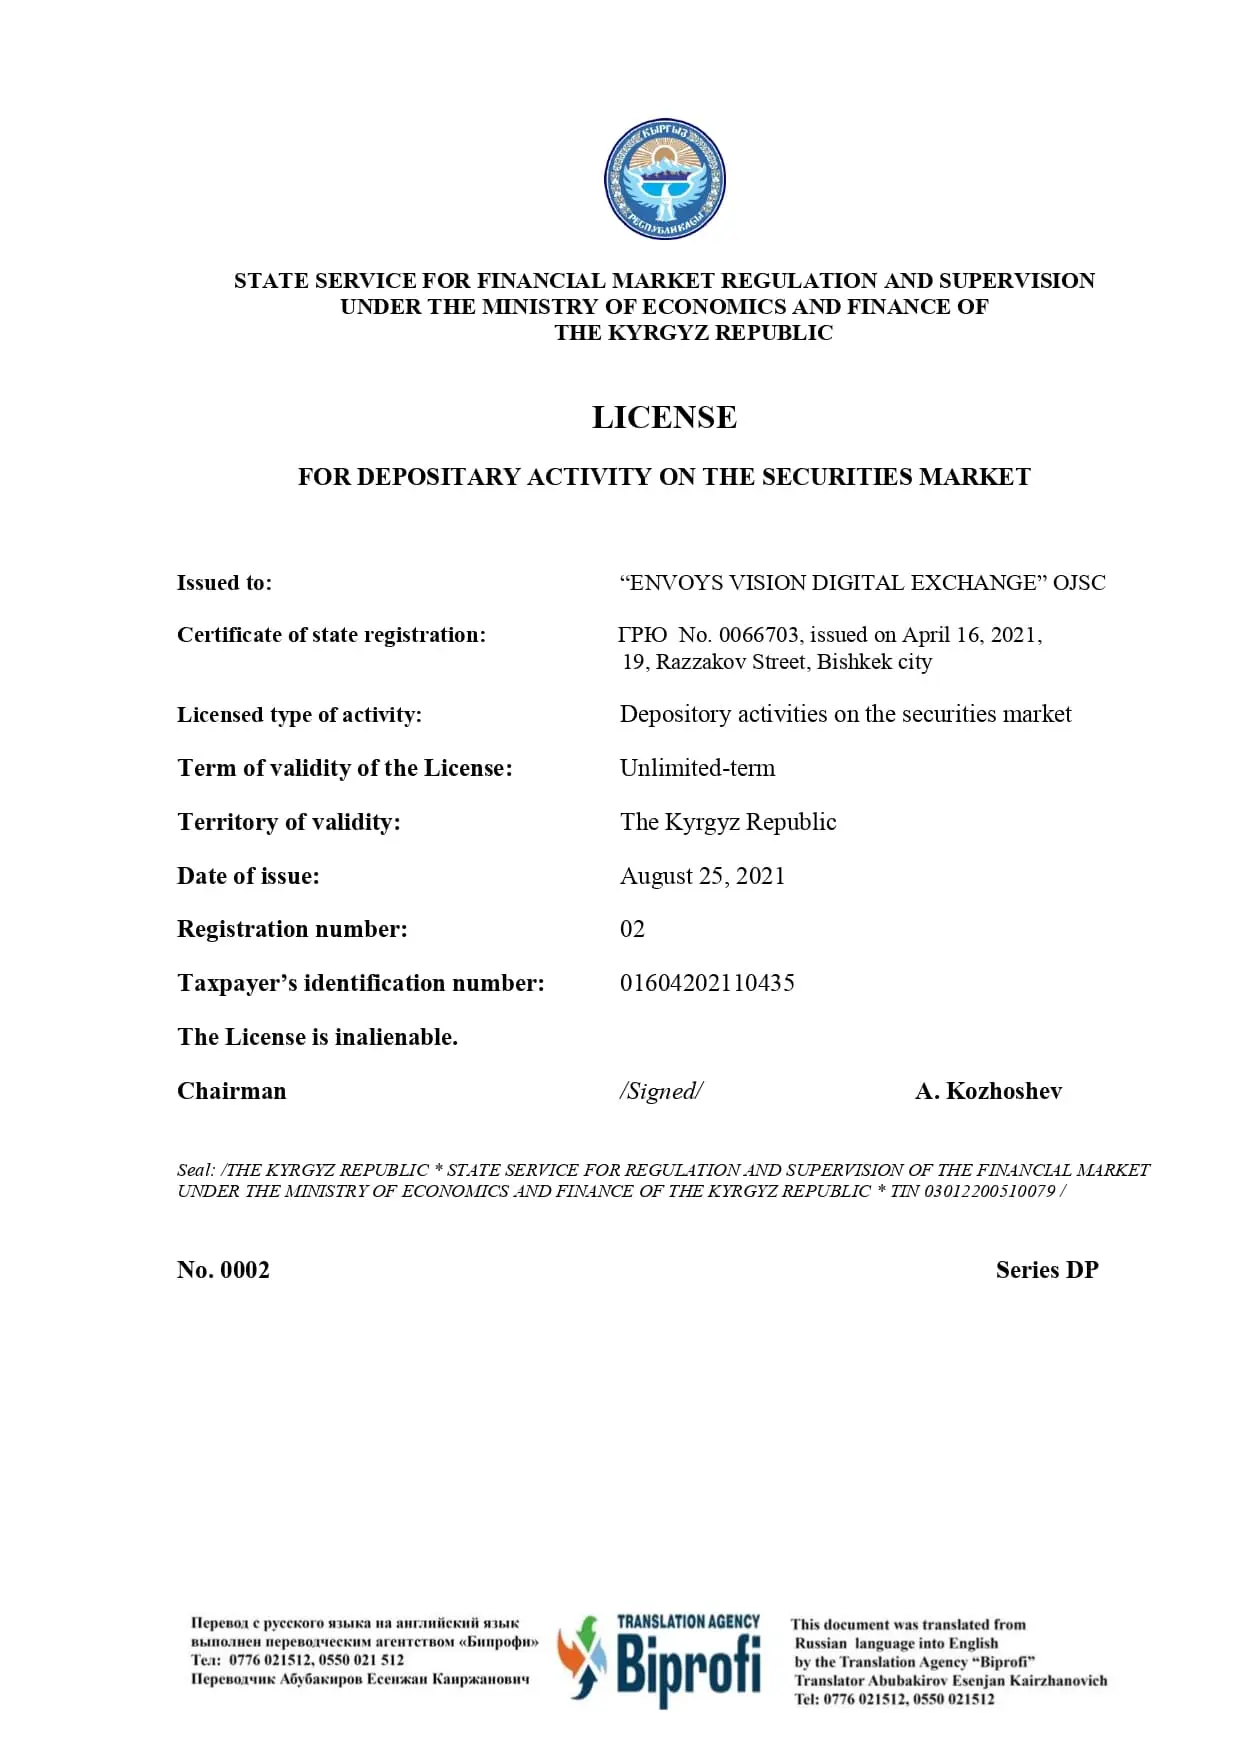 КЫРГЫЗ
РЕСПУБЛИКАСЫ
STATE SERVICE FOR FINANCIAL MARKET REGULATION AND SUPERVISION
UNDER THE MINISTRY OF ECONOMICS AND FINANCE OF
THE KYRGYZ REPUBLIC
LICENSE
FOR DEPOSITARY ACTIVITY ON THE SECURITIES MARKET
Issued to: “ENVOYS VISION DIGITAL EXCHANGE” OJSC
Certificate of state registration: ГРЮ No. 0066703, issued on April 16, 2021,
19, Razzakov Street, Bishkek city
Licensed type of activity: Depository activities on the securities market
Term of validity of the License: Unlimited-term
Territory of validity: The Kyrgyz Republic
Date of issue: August 25, 2021
Registration number: 02
Taxpayer’s identification number: 01604202110435
The License is inalienable.
Chairman /Signed/ A. Kozhoshev
Seal: /THE KYRGYZ REPUBLIC * STATE SERVICE FOR REGULATION AND SUPERVISION OF THE FINANCIAL MARKET
UNDER THE MINISTRY OF ECONOMICS AND FINANCE OF THE KYRGYZ REPUBLIC * TIN 03012200510079 /
No. 0002 Series DP
Перевод с русского языка на английский язык
выполнен переводческим агентством «Бипрофи»
Тел: 0776 021512, 0550 021 512
Переводчик Абубакиров Есенжан Каиржанович
TRANSLATION AGENCY
Biprofi
This document was translated from
Russian language into English
by the Translation Agency “Biprofi”
Translator Abubakirov Esenjan Kairzhanovich
Tel: 0776 021512, 0550 021512